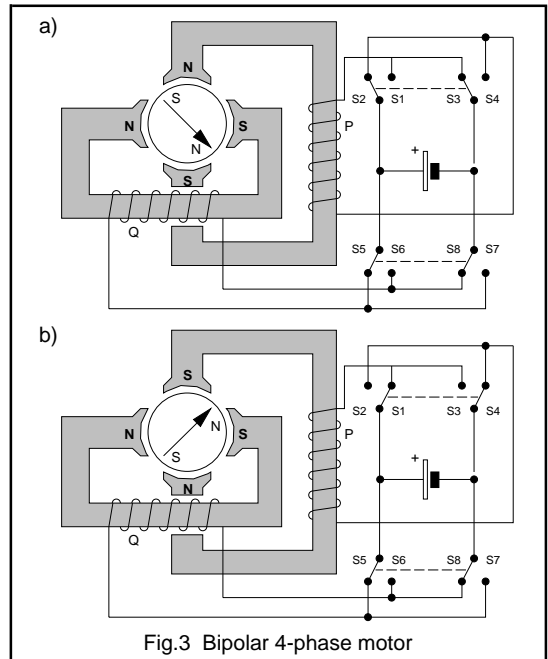 a)
N
S2 S1 S3 S4
S
N S
P
N
+
S
Q
S5 S6 S8 S7
b)
S
S2 S1 S3 S4
N
N S
P
S
+
N
Q
S5 S6 S8 S7
Fig.3 Bipolar 4-phase motor